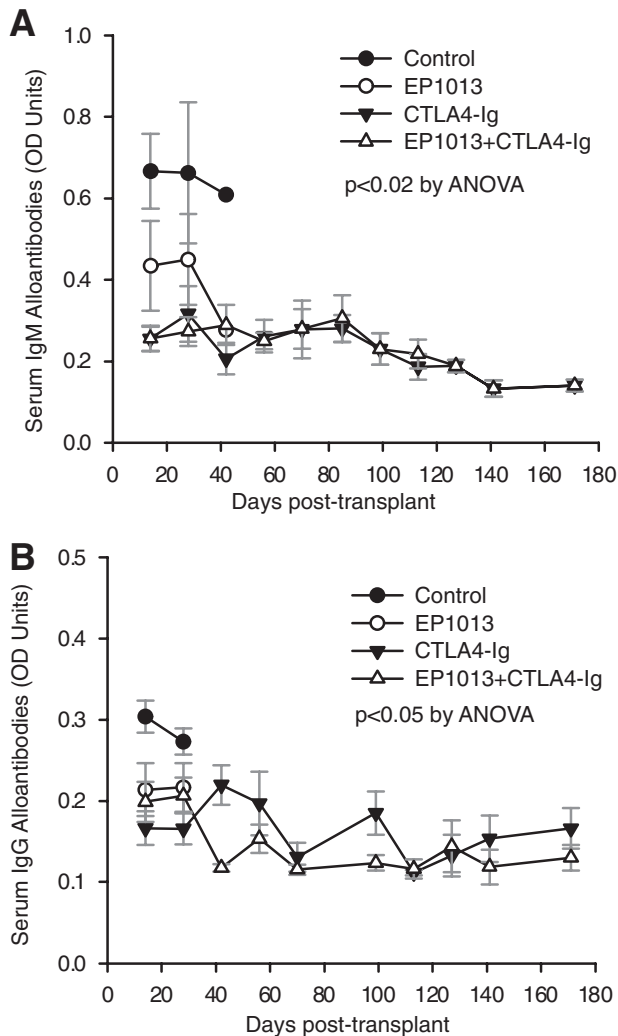 A
Serum IgM Alloantibodies (OD Units)
1.0
0.8
0.6
0.4
0.2
0.0
Control
EP1013
CTLA4-Ig
EP1013+CTLA4-Ig
p<0.02 by ANOVA
0 20 40 60 80 100 120 140 160 180
Days post-transplant
B
Serum IgG Alloantibodies (OD Units)
0.5
0.4
0.3
0.2
0.1
0.0
Control
EP1013
CTLA4-Ig
EP1013+CTLA4-Ig
p<0.05 by ANOVA
0 20 40 60 80 100 120 140 160 180
Days post-transplant